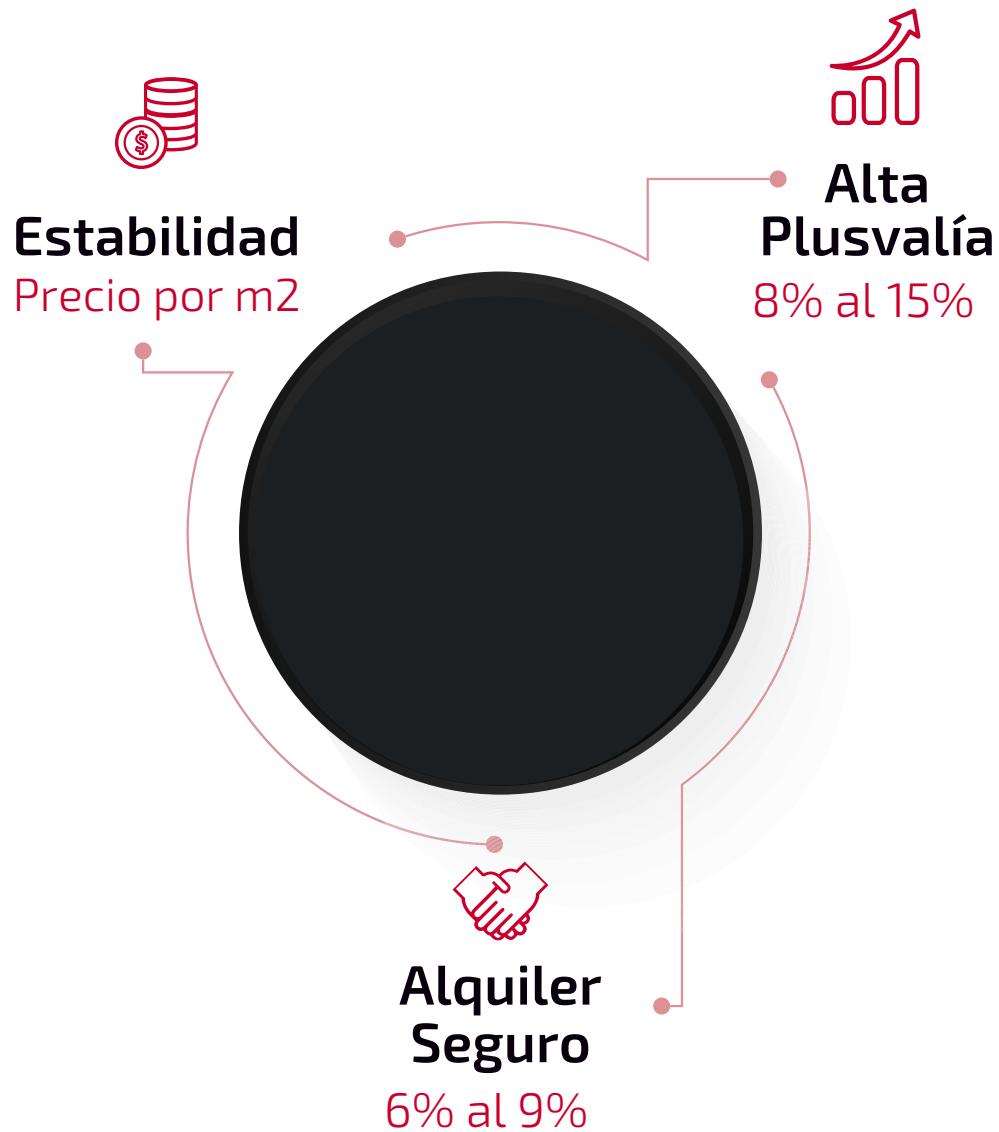 Estabilidad
Precio por m2
Alta
Plusvalía
8% al 15%
Alquiler
Seguro
6% al 9%